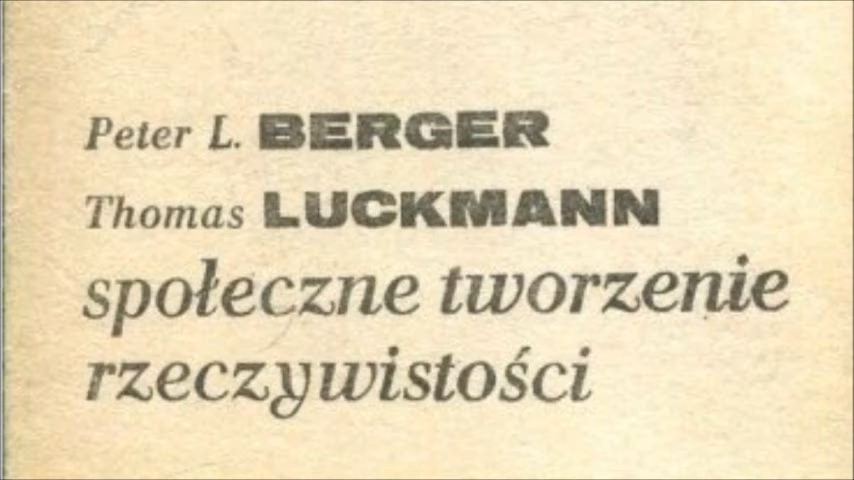 Peter L. BERGER
Thomas LUCKMANN
społeczne tworzenie
rzeczywistości